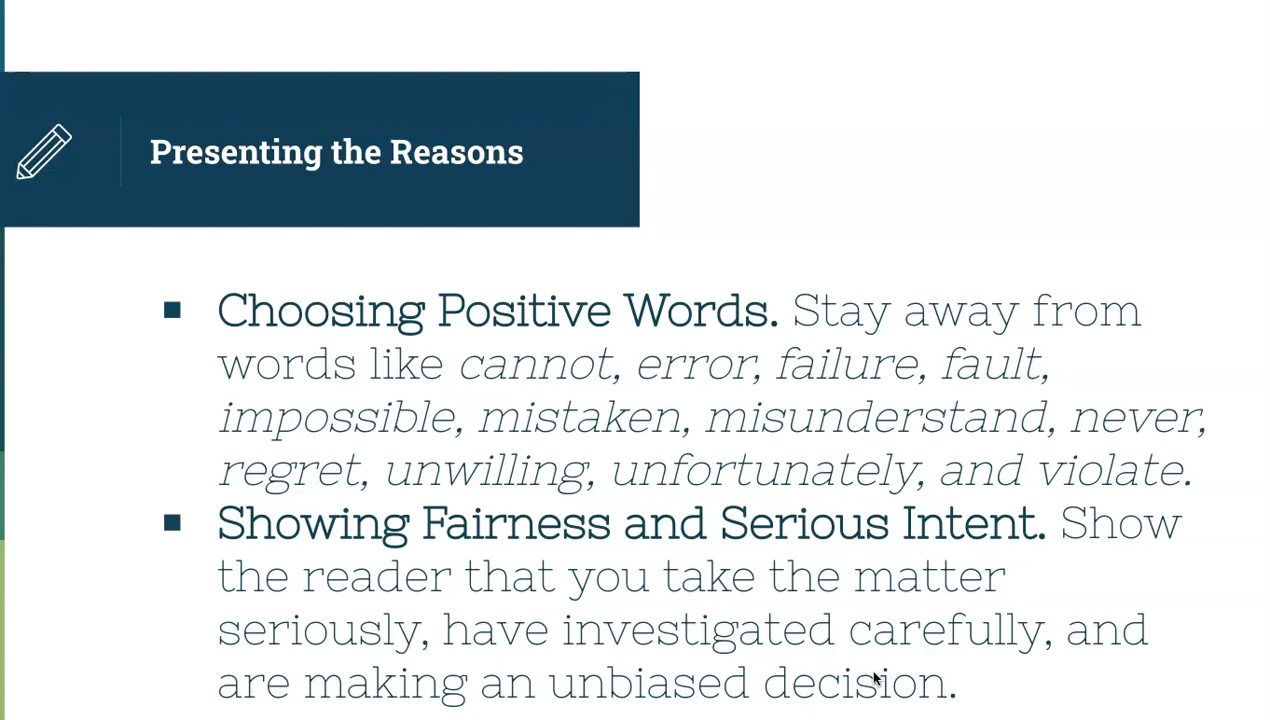 Presenting the Reasons
▪ Choosing Positive Words. Stay away from
words like cannot, error, failure, fault,
impossible, mistaken, misunderstand, never,
regret, unwilling, unfortunately, and violate.
▪ Showing Fairness and Serious Intent. Show
the reader that you take the matter
seriously, have investigated carefully, and
are making an unbiased decision.